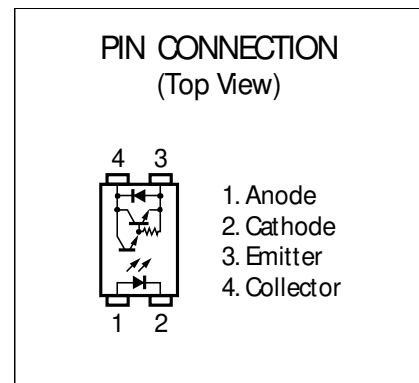 PIN CONNECTION
(Top View)
4 3
1. Anode
2. Cathode
3. Emitter
4. Collector
1 2